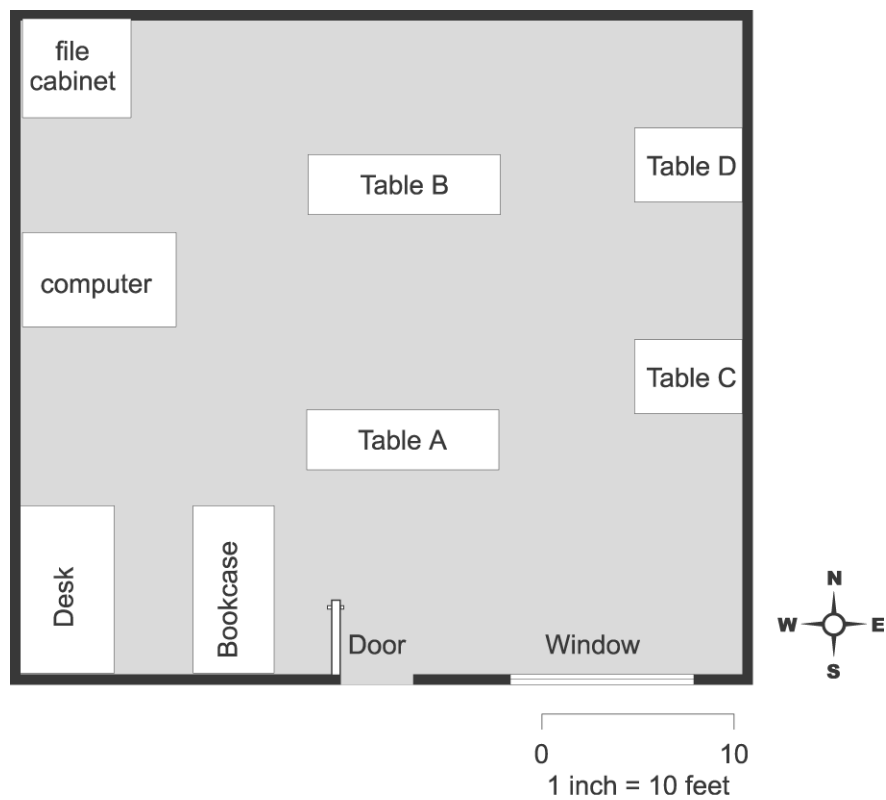 file
cabinet
Table B
Table D
computer
Table C
Table A
Desk
Bookcase
Door
Window
N
W
E
S
0
10
1 inch = 10 feet